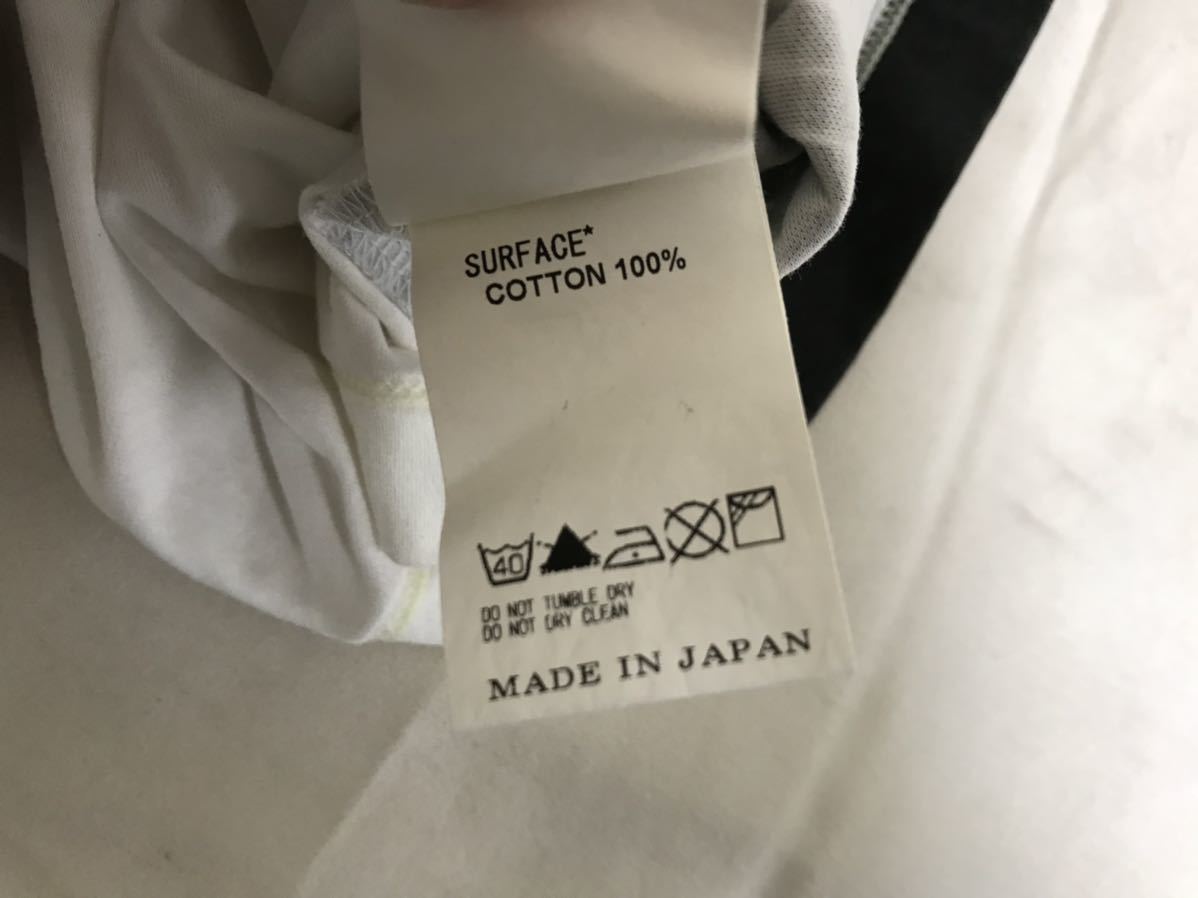 SURFACE*
COTTON 100%
40
DO NOT TUMBLE DRY
DO NOT DRY CLEAN
MADE IN JAPAN